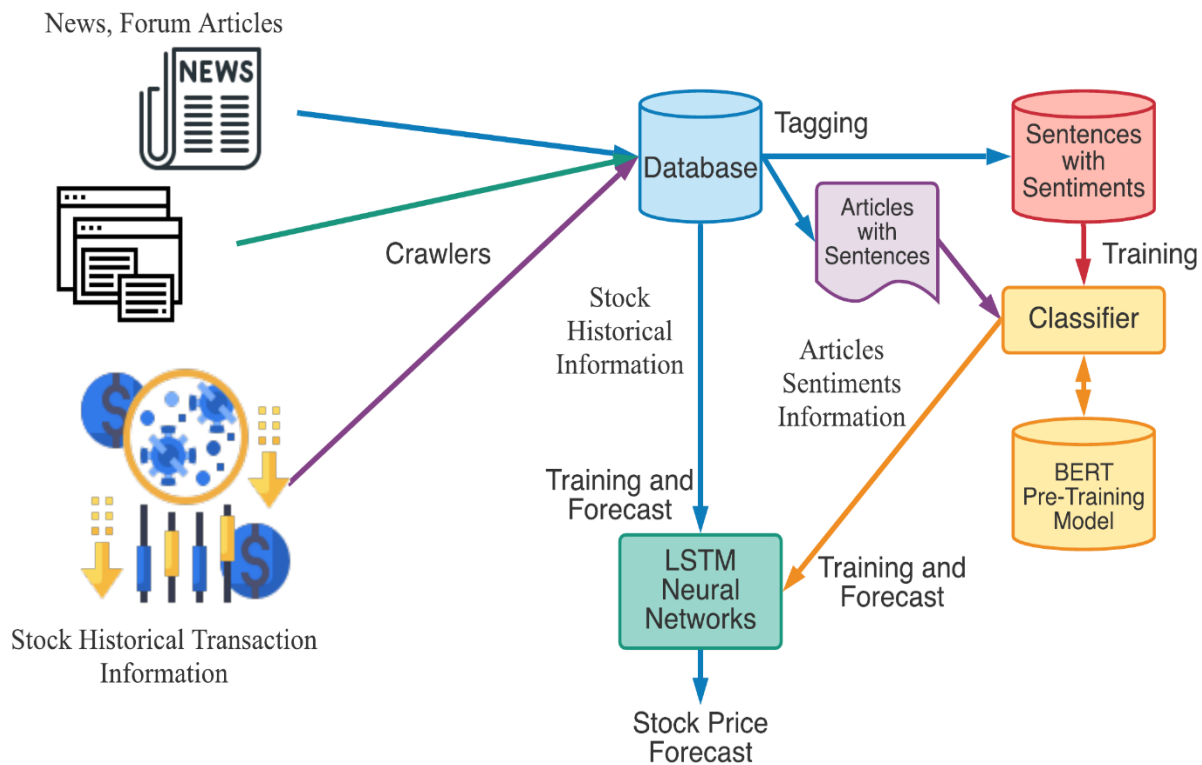 News, Forum Articles
NEWS
Crawlers
Stock Historical Transaction
Information
Database
Tagging
Sentences
with
Sentiments
Articles
with
Sentences
Training
Classifier
BERT
Pre-Training
Model
Stock
Historical
Information
Articles
Sentiments
Information
Training and
Forecast
LSTM
Neural
Networks
Training and
Forecast
Stock Price
Forecast